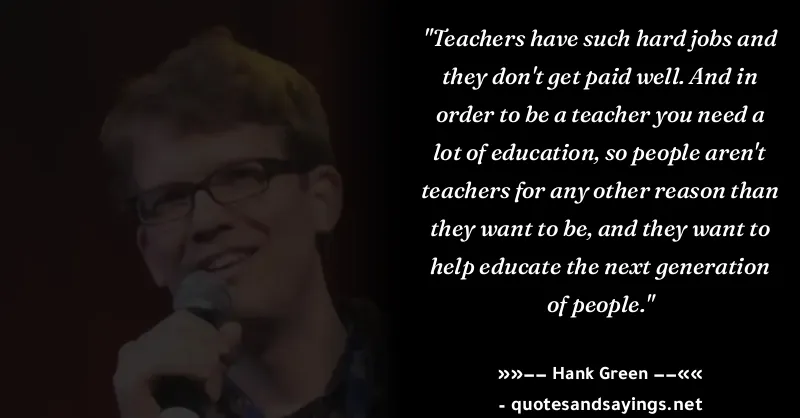 "Teachers have such hard jobs and
they don't get paid well. And in
order to be a teacher you need a
lot of education, so people aren't
teachers for any other reason than
they want to be, and they want to
help educate the next generation
of people."
»»−− Hank Green −−««
- quotesandsayings.net